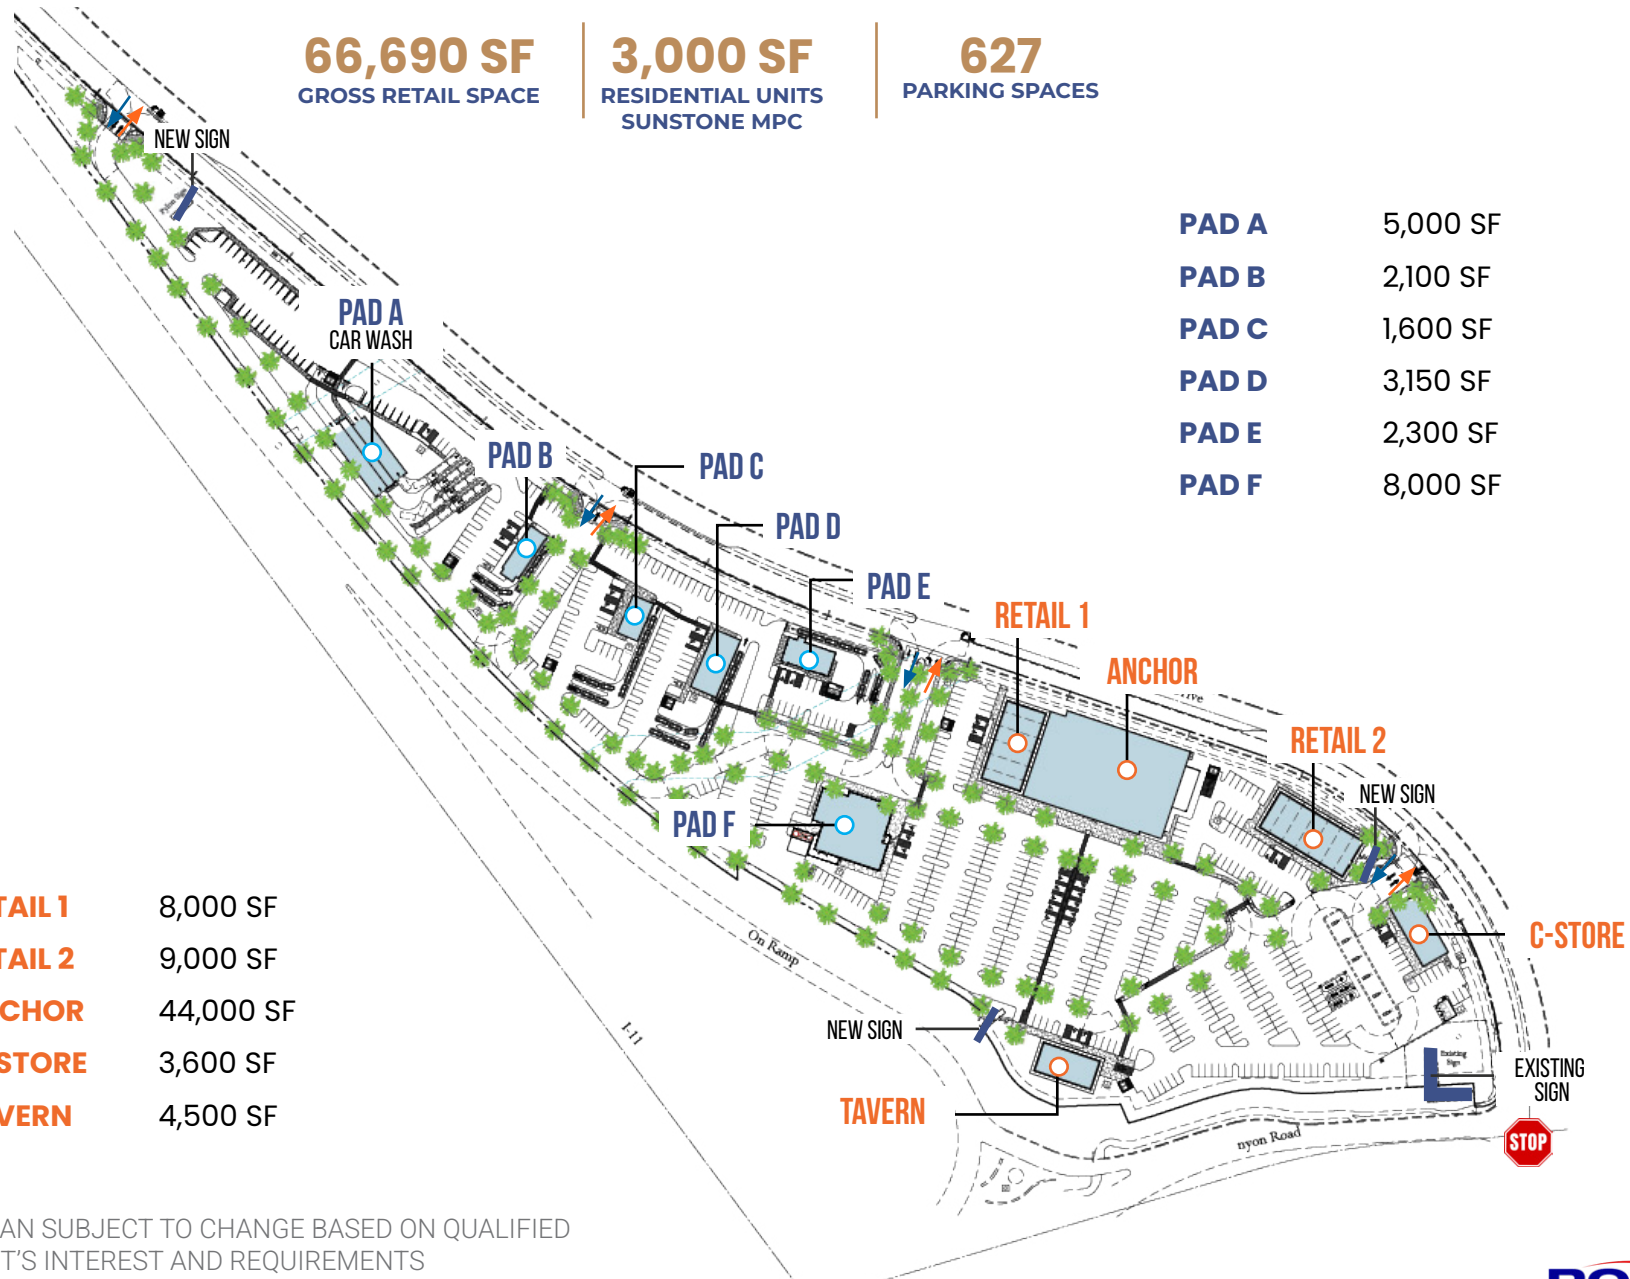 66,690 SF
GROSS RETAIL SPACE
3,000 SF
RESIDENTIAL UNITS
SUNSTONE MPC
627
PARKING SPACES
NEW SIGN
PAD A 5,000 SF
PAD B 2,100 SF
PAD C 1,600 SF
PAD D 3,150 SF
PAD E 2,300 SF
PAD F 8,000 SF
PAD A
CAR WASH
PAD B
PAD C
PAD D
PAD E
RETAIL 1
ANCHOR
RETAIL 2
NEW SIGN
PAD F
C-STORE
On Ramp
I-11
NEW SIGN
TAVERN
Existing
Sign
EXISTING
SIGN
STOP
nyon Road
TAIL 1 8,000 SF
TAIL 2 9,000 SF
CHOR 44,000 SF
STORE 3,600 SF
VERN 4,500 SF
AN SUBJECT TO CHANGE BASED ON QUALIFIED
T'S INTEREST AND REQUIREMENTS